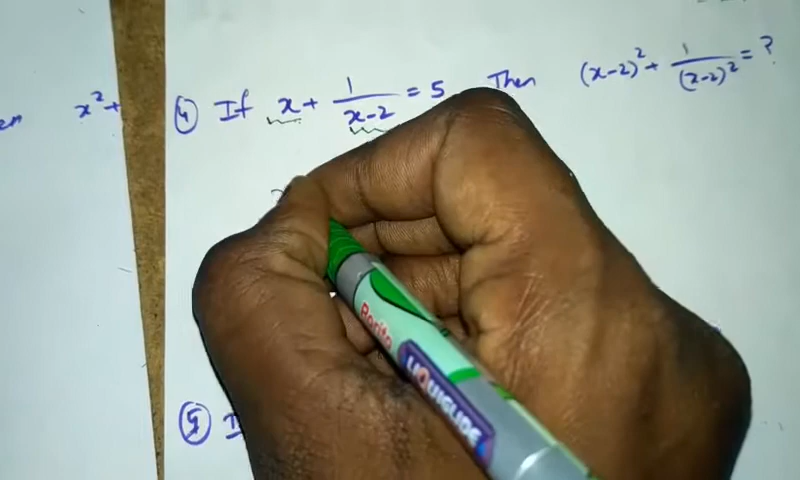 ④ If x + 1/(x-2) = 5 Then (x-2)² + 1/(x-2)² = ?
x² +
Rorito
LIQUIGLIDE
⑤ I